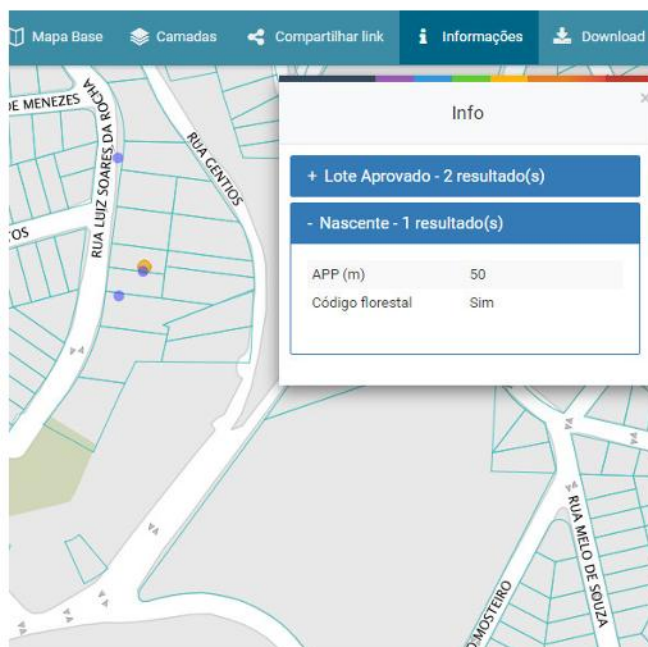 Mapa Base
Camadas
Compartilhar link
Informações
Download
Info
×
+ Lote Aprovado - 2 resultado(s)
- Nascente - 1 resultado(s)
APP (m) 50
Código florestal Sim
DE MENEZES
RUA LUIZ SOARES DA ROCHA
RUA GENTIOS
OS
RUA MELO DE SOUZA
O MOSTEIRO